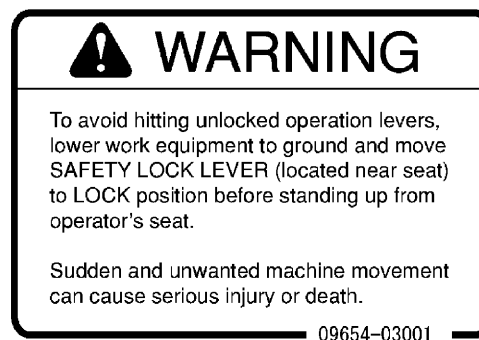 WARNING
To avoid hitting unlocked operation levers,
lower work equipment to ground and move
SAFETY LOCK LEVER (located near seat)
to LOCK position before standing up from
operator's seat.
Sudden and unwanted machine movement
can cause serious injury or death.
09654-03001